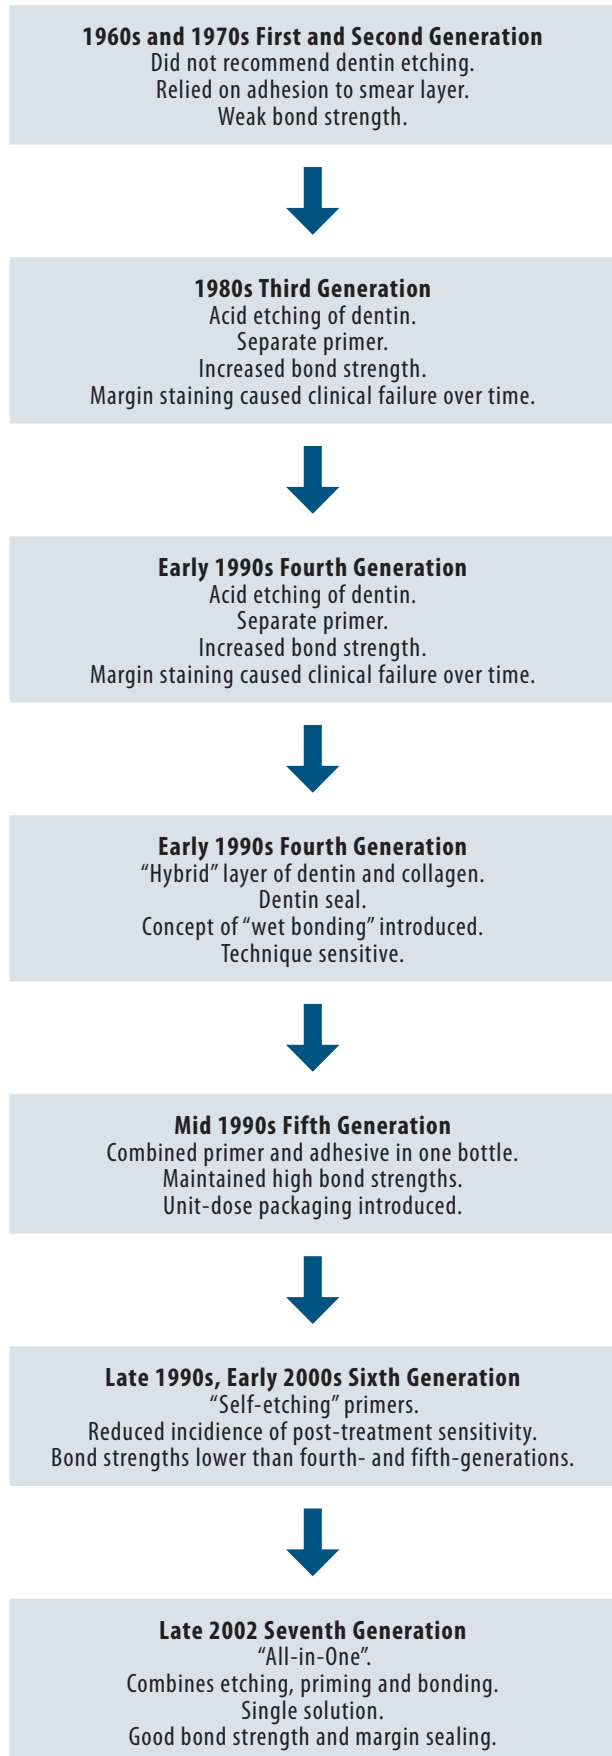 1960s and 1970s First and Second Generation
Did not recommend dentin etching.
Relied on adhesion to smear layer.
Weak bond strength.
1980s Third Generation
Acid etching of dentin.
Separate primer.
Increased bond strength.
Margin staining caused clinical failure over time.
Early 1990s Fourth Generation
Acid etching of dentin.
Separate primer.
Increased bond strength.
Margin staining caused clinical failure over time.
Early 1990s Fourth Generation
“Hybrid” layer of dentin and collagen.
Dentin seal.
Concept of “wet bonding” introduced.
Technique sensitive.
Mid 1990s Fifth Generation
Combined primer and adhesive in one bottle.
Maintained high bond strengths.
Unit-dose packaging introduced.
Late 1990s, Early 2000s Sixth Generation
“Self-etching” primers.
Reduced incidience of post-treatment sensitivity.
Bond strengths lower than fourth- and fifth-generations.
Late 2002 Seventh Generation
“All-in-One”.
Combines etching, priming and bonding.
Single solution.
Good bond strength and margin sealing.